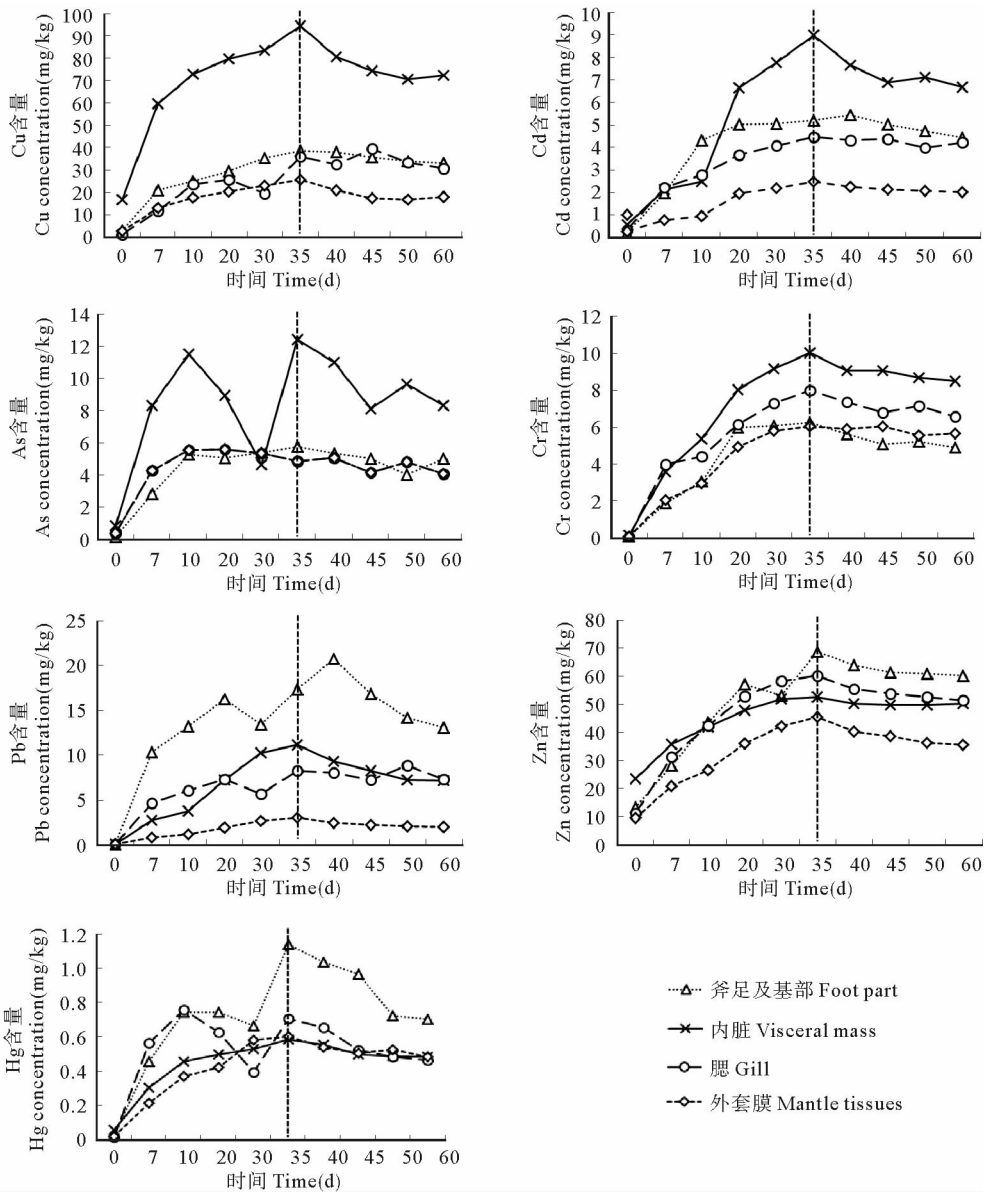 Cu含量
Cu concentration(mg/kg)
100
90
80
70
60
50
40
30
20
10
0
0 7 10 20 30 35 40 45 50 60
时间 Time(d)
Cd含量
Cd concentration(mg/kg)
10
9
8
7
6
5
4
3
2
1
0
0 7 10 20 30 35 40 45 50 60
时间 Time(d)
As含量
As concentration(mg/kg)
14
12
10
8
6
4
2
0
0 7 10 20 30 35 40 45 50 60
时间 Time(d)
Cr含量
Cr concentration(mg/kg)
12
10
8
6
4
2
0
0 7 10 20 30 35 40 45 50 60
时间 Time(d)
Pb含量
Pb concentration(mg/kg)
25
20
15
10
5
0
0 7 10 20 30 35 40 45 50 60
时间 Time(d)
Zn含量
Zn concentration(mg/kg)
80
70
60
50
40
30
20
10
0
0 7 10 20 30 35 40 45 50 60
时间 Time(d)
Hg含量
Hg concentration(mg/kg)
1.2
1.0
0.8
0.6
0.4
0.2
0
0 7 10 20 30 35 40 45 50 60
时间 Time(d)
斧足及基部 Foot part
内脏 Visceral mass
腮 Gill
外套膜 Mantle tissues